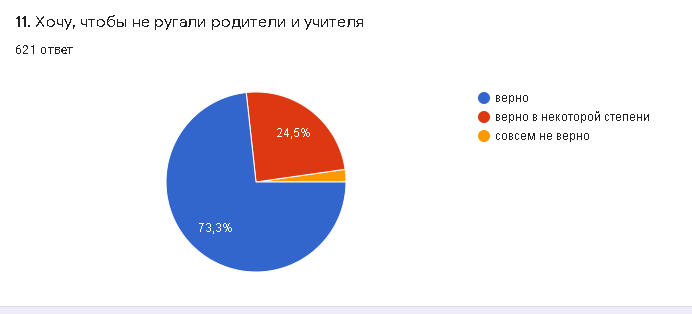 11. Хочу, чтобы не ругали родители и учителя
621 ответ
верно
верно в некоторой степени
совсем не верно
24,5%
73,3%